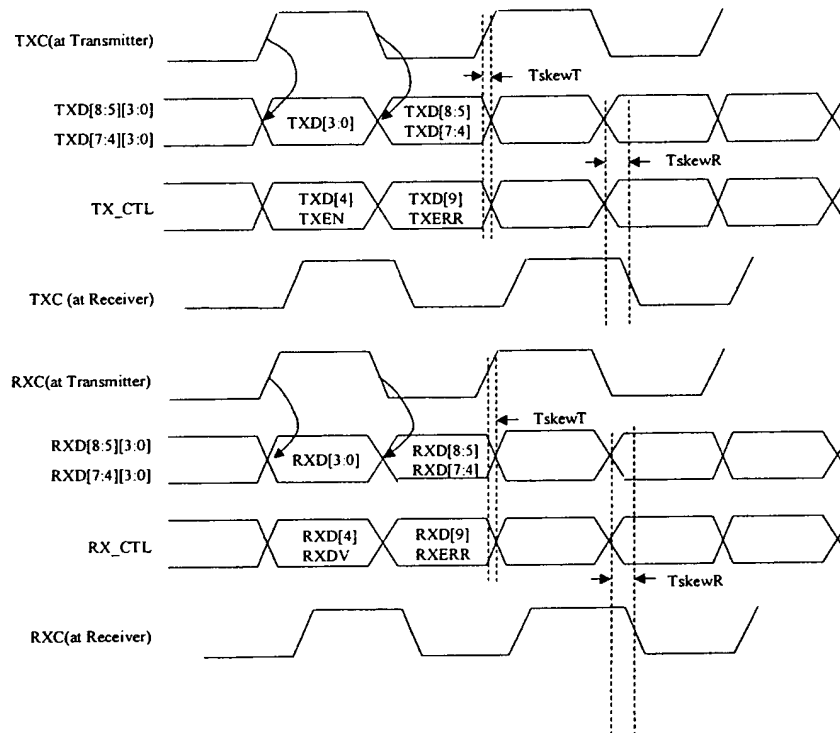 TXC(at Transmitter)
TskewT
TXD[8:5][3:0]
TXD[7:4][3:0]
TXD[3:0]
TXD[8:5]
TXD[7:4]
TskewR
TX_CTL
TXD[4]
TXEN
TXD[9]
TXERR
TXC (at Receiver)
RXC(at Transmitter)
TskewT
RXD[8:5][3:0]
RXD[7:4][3:0]
RXD[3:0]
RXD[8:5]
RXD[7:4]
RX_CTL
RXD[4]
RXDV
RXD[9]
RXERR
TskewR
RXC(at Receiver)